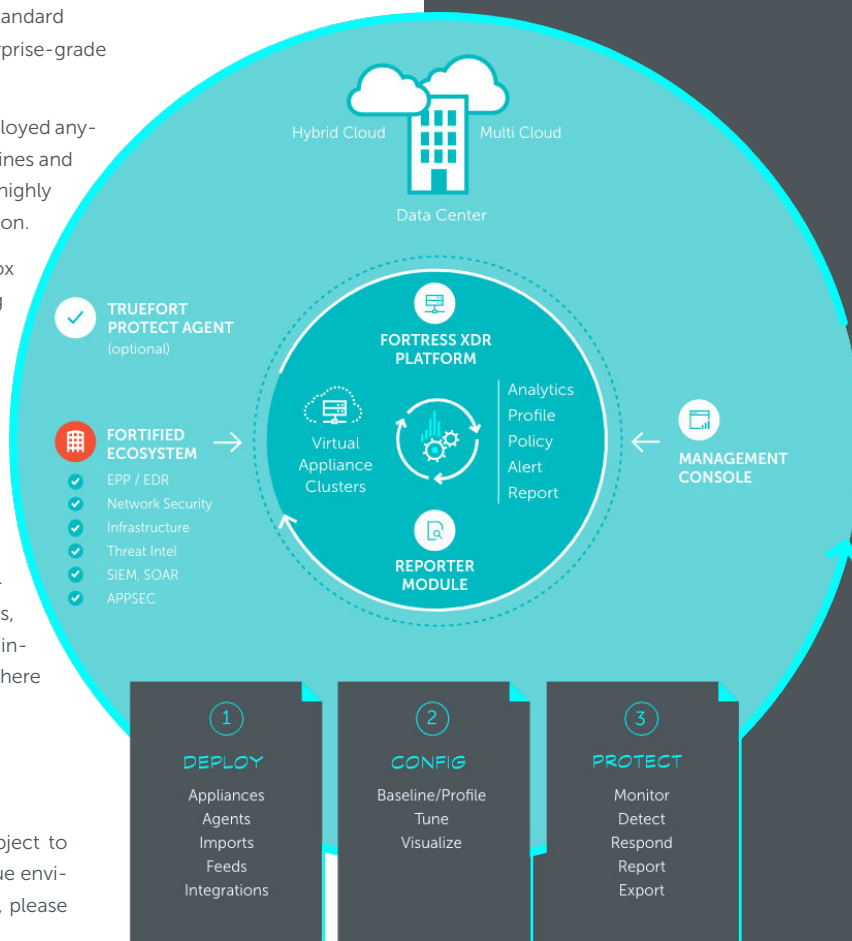 tandard
rprise-grade
loyed any-
ines and
highly
on.
ox
g
s,
in-
here
bject to
ue envi-
, please
Hybrid Cloud
Multi Cloud
Data Center
TRUEFORT
PROTECT AGENT
(optional)
FORTIFIED
ECOSYSTEM
EPP / EDR
Network Security
Infrastructure
Threat Intel
SIEM, SOAR
APPSEC
FORTRESS XDR
PLATFORM
Virtual
Appliance
Clusters
Analytics
Profile
Policy
Alert
Report
REPORTER
MODULE
MANAGEMENT
CONSOLE
1
DEPLOY
Appliances
Agents
Imports
Feeds
Integrations
2
CONFIG
Baseline/Profile
Tune
Visualize
3
PROTECT
Monitor
Detect
Respond
Report
Export